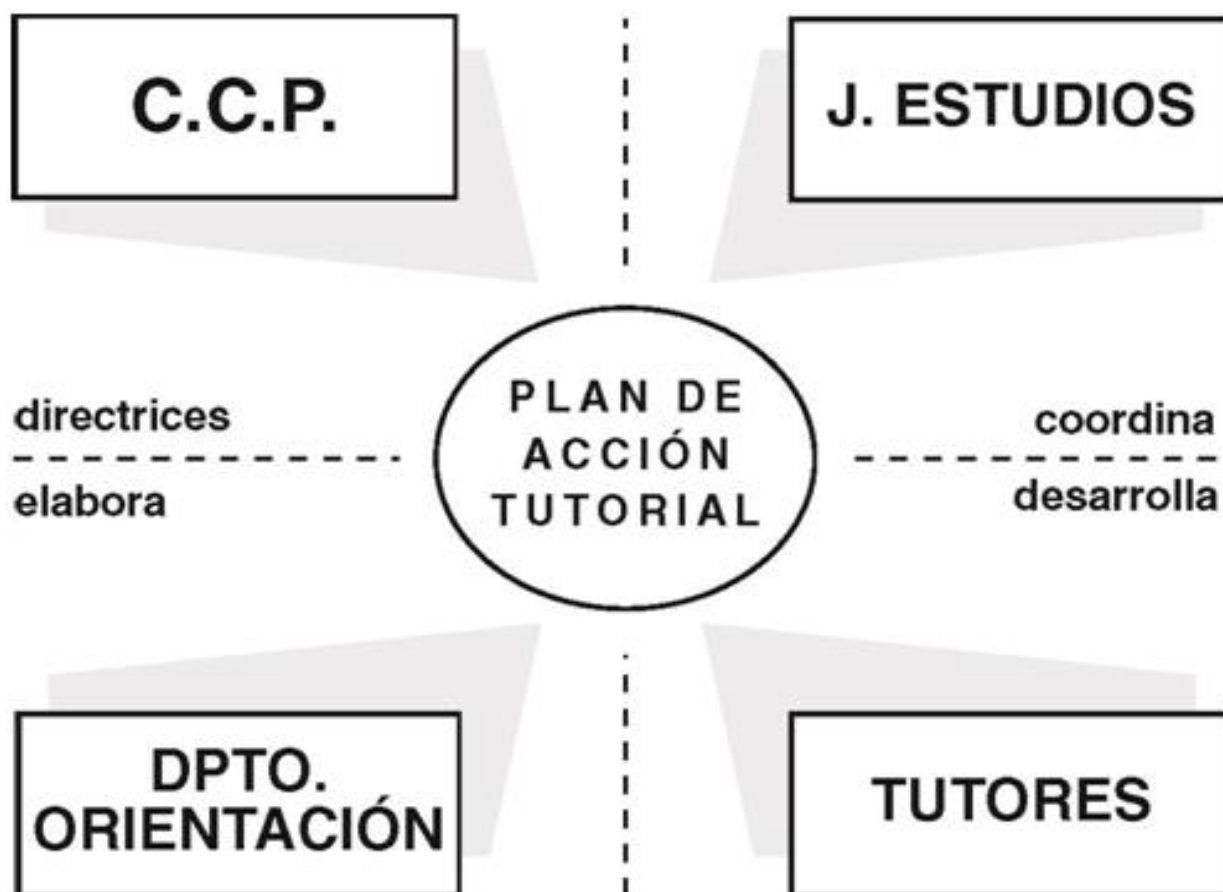 C.C.P.
J. ESTUDIOS
directrices
elabora
PLAN DE
ACCIÓN
TUTORIAL
coordina
desarrolla
DPTO.
ORIENTACIÓN
TUTORES